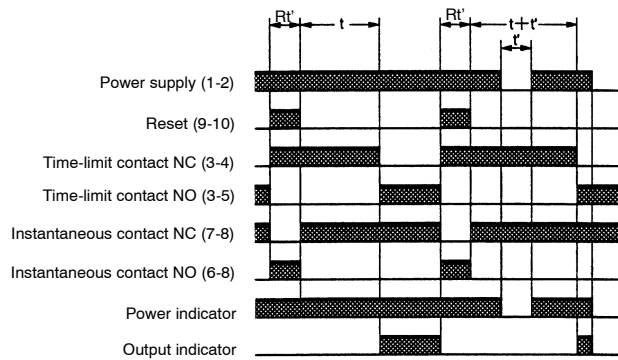 Rt' t Rt' t+t'
t'
Power supply (1-2)
Reset (9-10)
Time-limit contact NC (3-4)
Time-limit contact NO (3-5)
Instantaneous contact NC (7-8)
Instantaneous contact NO (6-8)
Power indicator
Output indicator